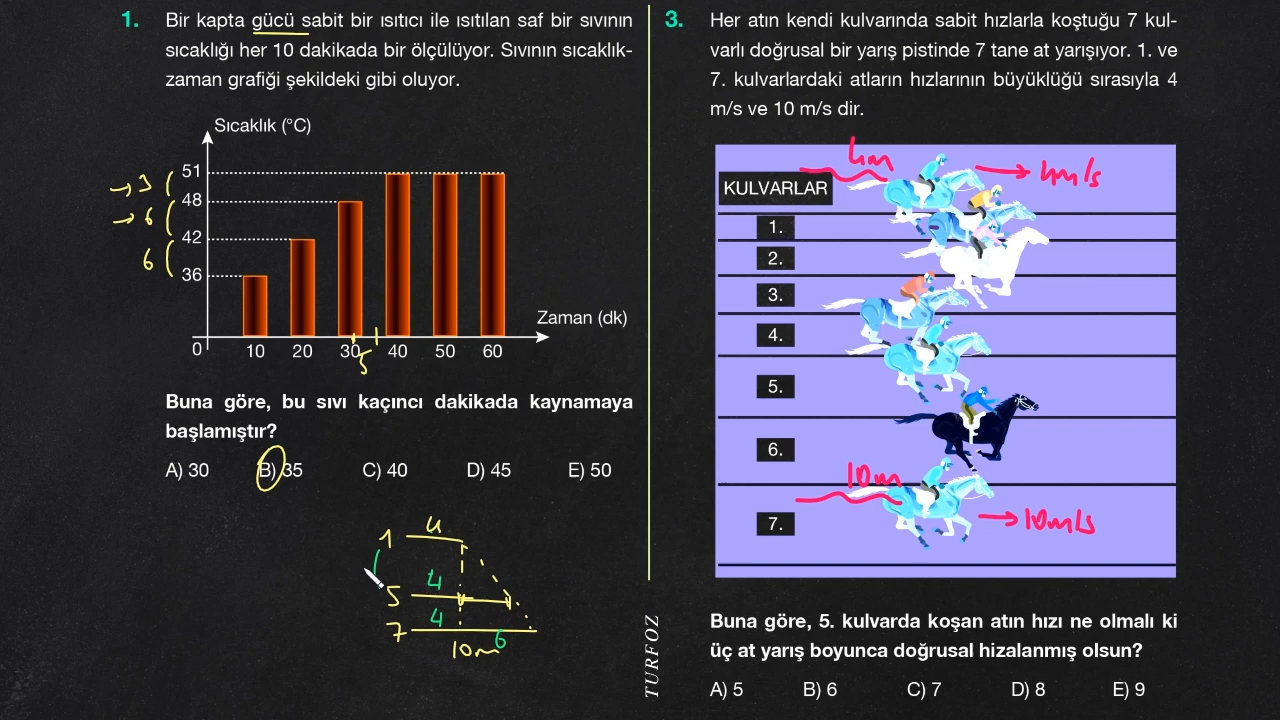 1. Bir kapta gücü sabit bir ısıtıcı ile ısıtılan saf bir sıvının
sıcaklığı her 10 dakikada bir ölçülüyor. Sıvının sıcaklık-
zaman grafiği şekildeki gibi oluyor.
Sıcaklık (°C)
→3 ( 51
→6 ( 48
6 ( 42
36
Zaman (dk)
0 10 20 30 40 50 60
5
Buna göre, bu sıvı kaçıncı dakikada kaynamaya
başlamıştır?
A) 30 B) 35 C) 40 D) 45 E) 50
1 4
5 4
7 4 6
10m
TURFOZ
3. Her atın kendi kulvarında sabit hızlarla koştuğu 7 kul-
varlı doğrusal bir yarış pistinde 7 tane at yarışıyor. 1. ve
7. kulvarlardaki atların hızlarının büyüklüğü sırasıyla 4
m/s ve 10 m/s dir.
4m → 4m/s
KULVARLAR
1.
2.
3.
4.
5.
6.
10m
7. → 10m/s
Buna göre, 5. kulvarda koşan atın hızı ne olmalı ki
üç at yarış boyunca doğrusal hizalanmış olsun?
A) 5 B) 6 C) 7 D) 8 E) 9